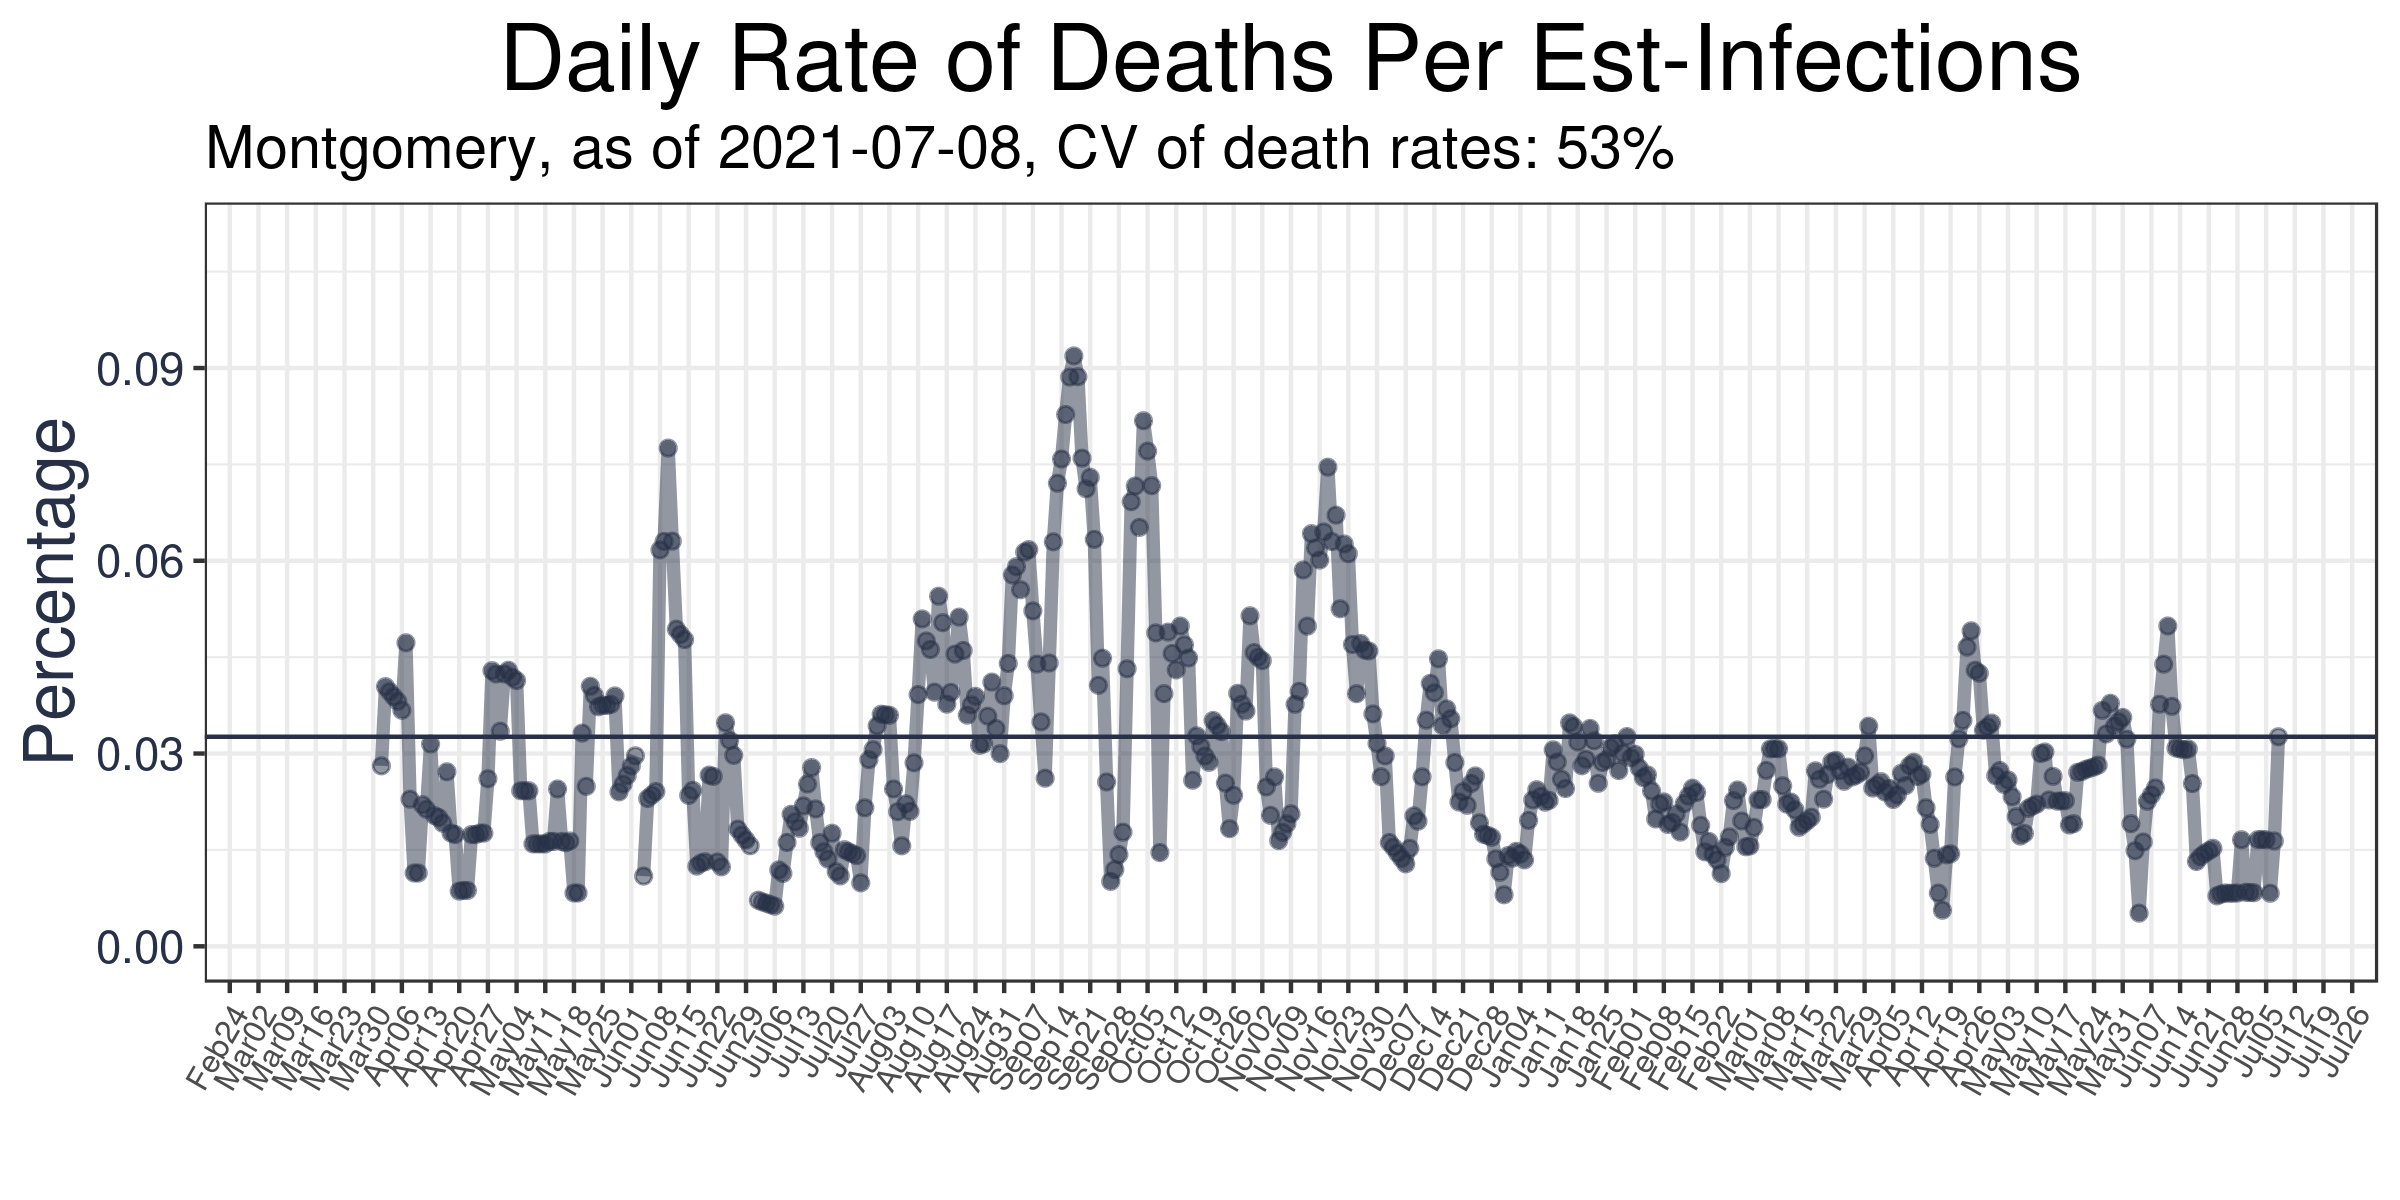 Daily Rate of Deaths Per Est-Infections
Montgomery, as of 2021-07-08, CV of death rates: 53%
Percentage
0.09
0.06
0.03
0.00
Feb24
Mar02
Mar09
Mar16
Mar23
Mar30
Apr06
Apr13
Apr20
Apr27
May04
May11
May18
May25
Jun01
Jun08
Jun15
Jun22
Jun29
Jul06
Jul13
Jul20
Jul27
Aug03
Aug10
Aug17
Aug24
Aug31
Sep07
Sep14
Sep21
Sep28
Oct05
Oct12
Oct19
Oct26
Nov02
Nov09
Nov16
Nov23
Nov30
Dec07
Dec14
Dec21
Dec28
Jan04
Jan11
Jan18
Jan25
Feb01
Feb08
Feb15
Feb22
Mar01
Mar08
Mar15
Mar22
Mar29
Apr05
Apr12
Apr19
Apr26
May03
May10
May17
May24
May31
Jun07
Jun14
Jun21
Jun28
Jul05
Jul12
Jul19
Jul26